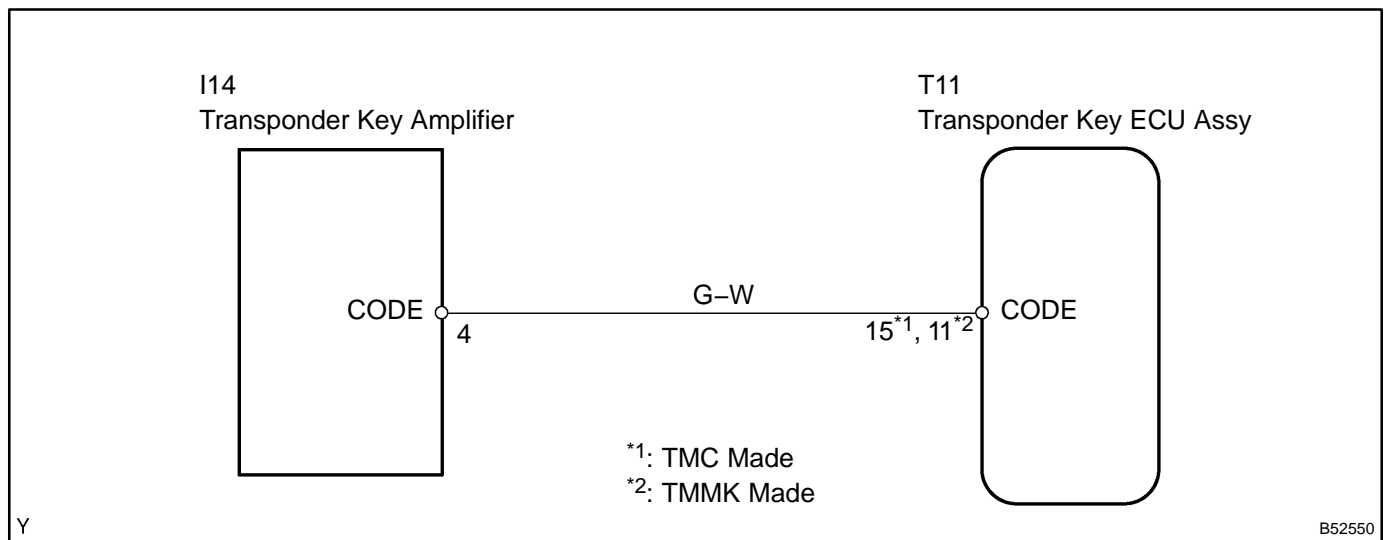 I14
Transponder Key Amplifier
T11
Transponder Key ECU Assy
CODE
4
G–W
15*1, 11*2
CODE
*1: TMC Made
*2: TMMK Made
Y
B52550